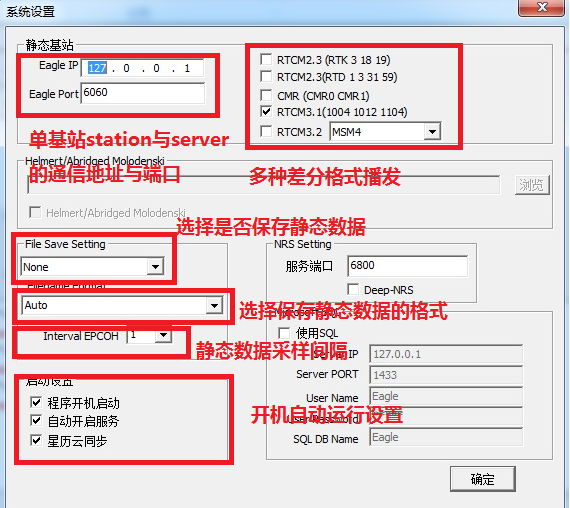 系统设置
静态基站
Eagle IP
127 . 0 . 0 . 1
Eagle Port
6060
RTCM2.3 (RTK 3 18 19)
RTCM2.3(RTD 1 3 31 59)
CMR (CMR0 CMR1)
RTCM3.1(1004 1012 1104)
RTCM3.2
MSM4
单基站station与server
的通信地址与端口
多种差分格式播发
Helmert/Abridged Molodenski
浏览
Helmert/Abridged Molodenski
选择是否保存静态数据
File Save Setting
None
NRS Setting
服务端口
6800
Deep-NRS
Filename Format
Auto
选择保存静态数据的格式
Interval EPCOH
1
静态数据采样间隔
使用SQL
Server IP
127.0.0.1
Server PORT
1433
User Name
Eagle
User Password
Eagle
SQL DB Name
Eagle
启动设置
程序开机启动
自动开启服务
星历云同步
开机自动运行设置
确定